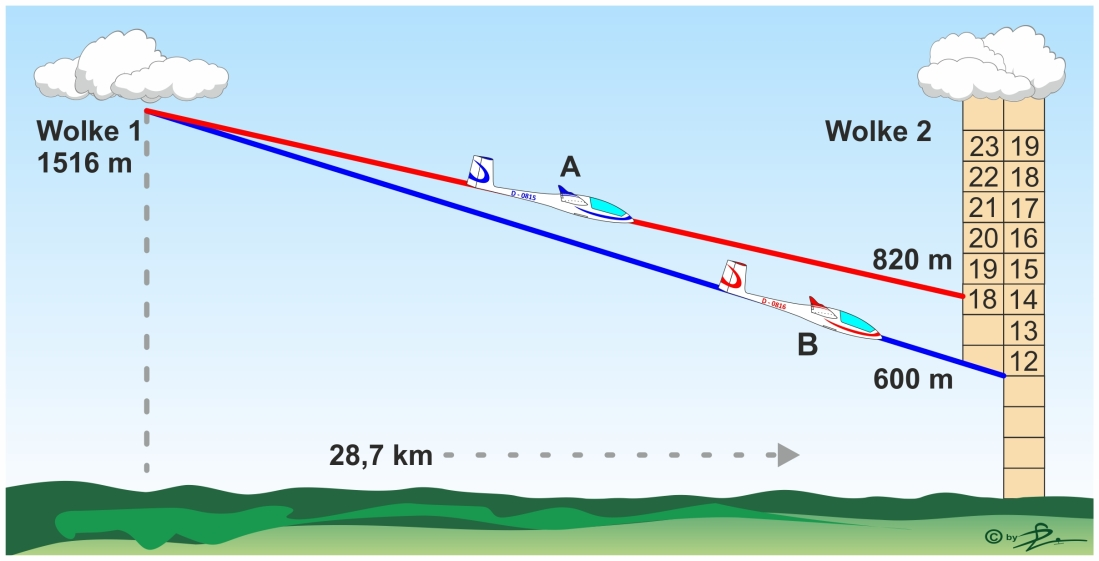 Wolke 1
1516 m
Wolke 2
A
D-0815
B
D-0816
820 m
600 m
28,7 km
23 19
22 18
21 17
20 16
19 15
18 14
13
12
© by